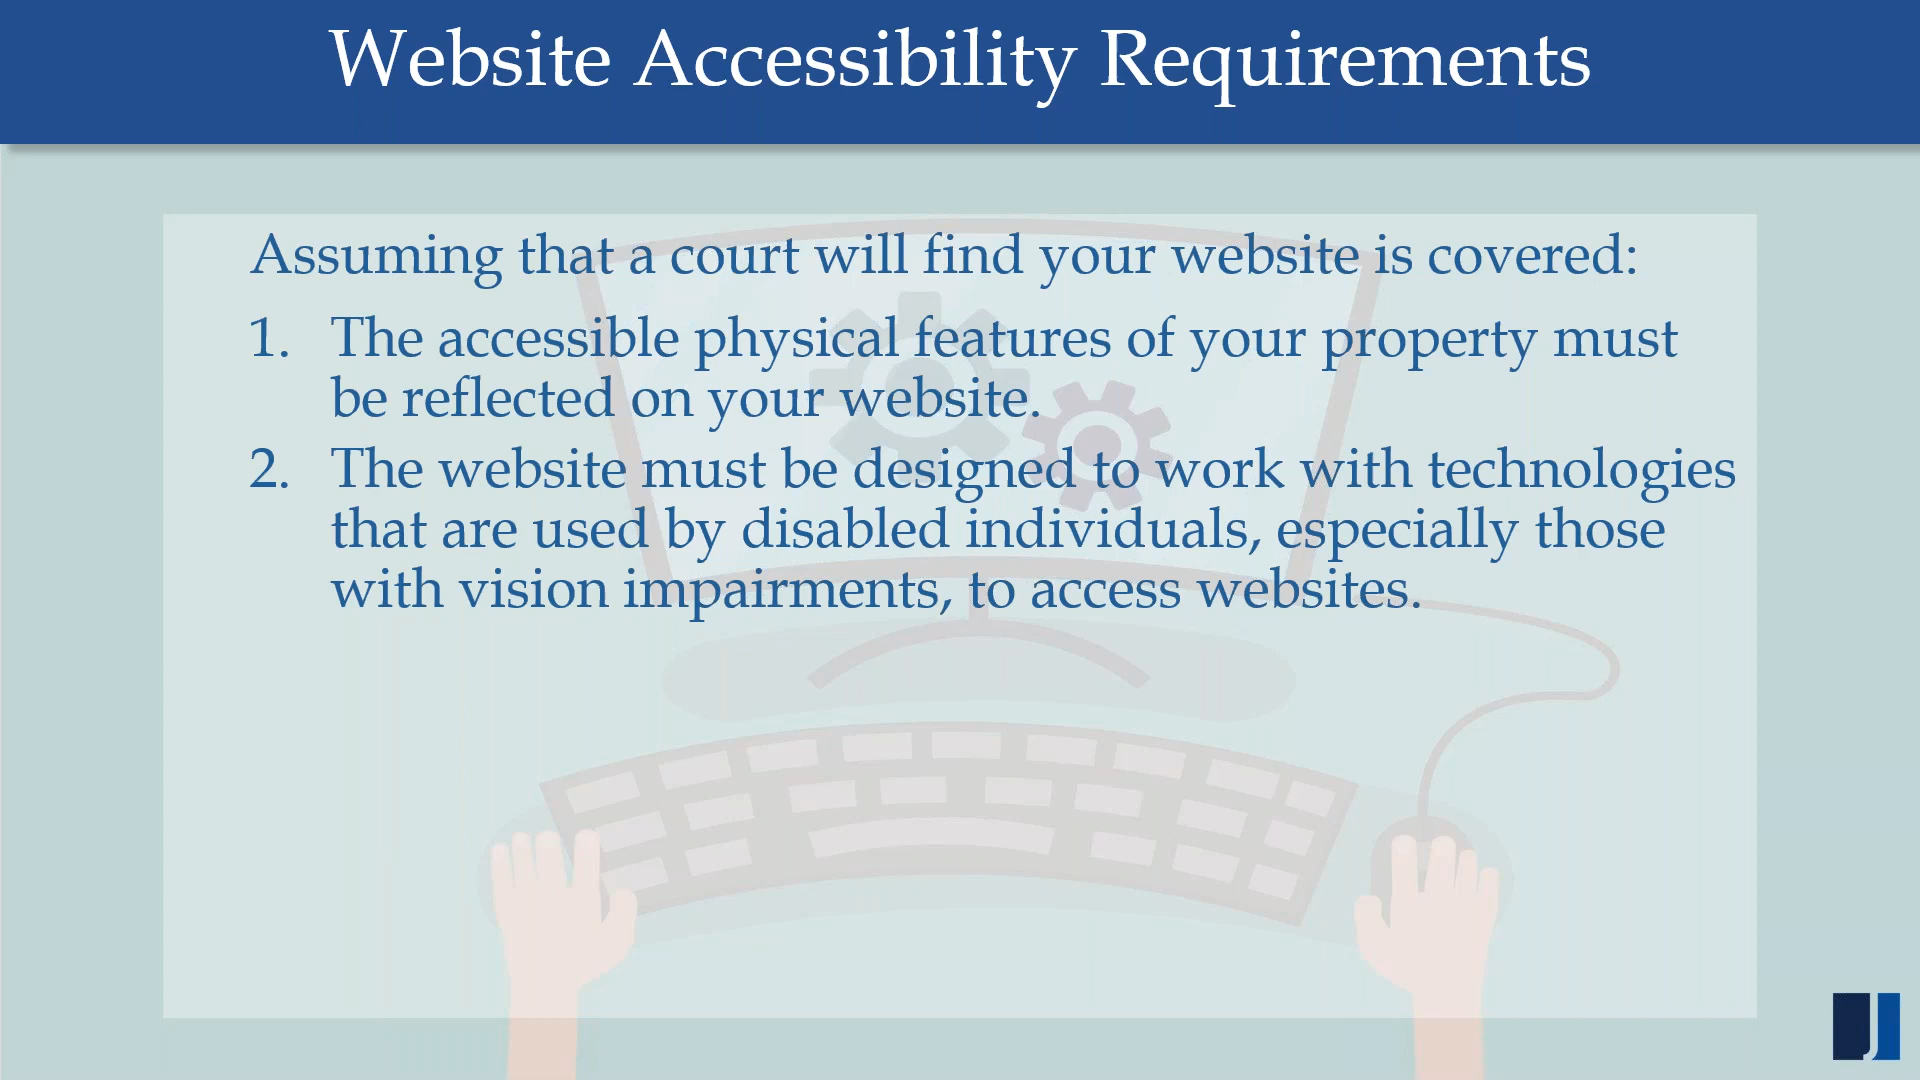 Website Accessibility Requirements
Assuming that a court will find your website is covered:
1. The accessible physical features of your property must
be reflected on your website.
2. The website must be designed to work with technologies
that are used by disabled individuals, especially those
with vision impairments, to access websites.